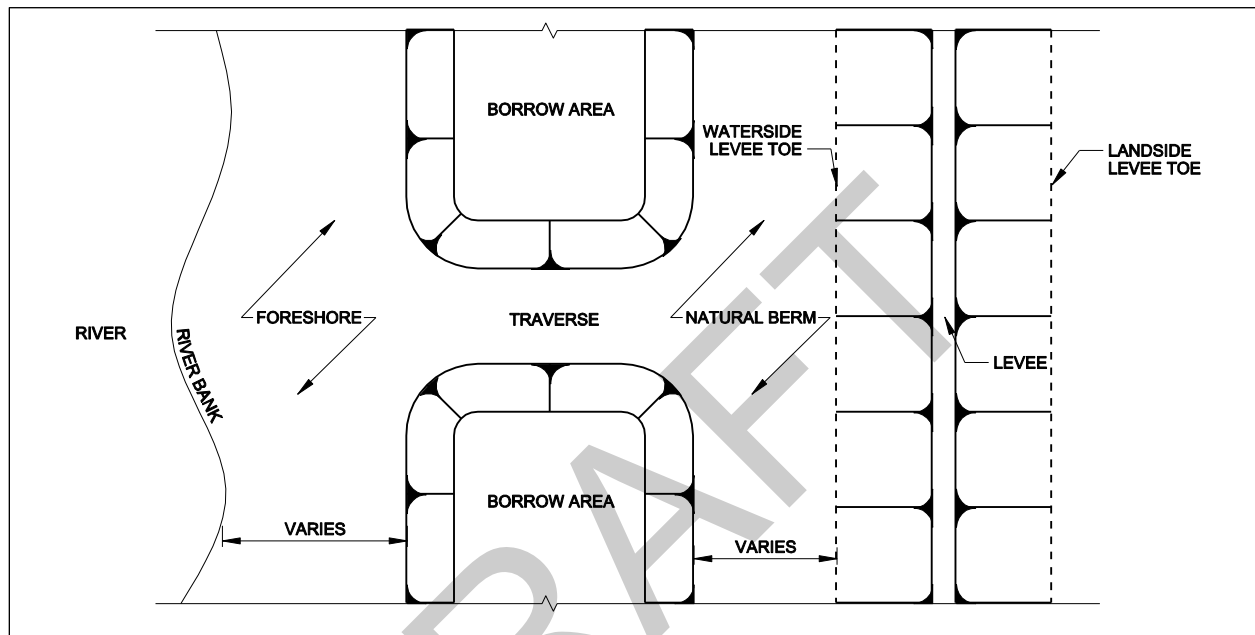 BORROW AREA
WATERSIDE
LEVEE TOE
LANDSIDE
LEVEE TOE
RIVER
RIVER BANK
FORESHORE
TRAVERSE
NATURAL BERM
LEVEE
BORROW AREA
VARIES
VARIES
DRAFT